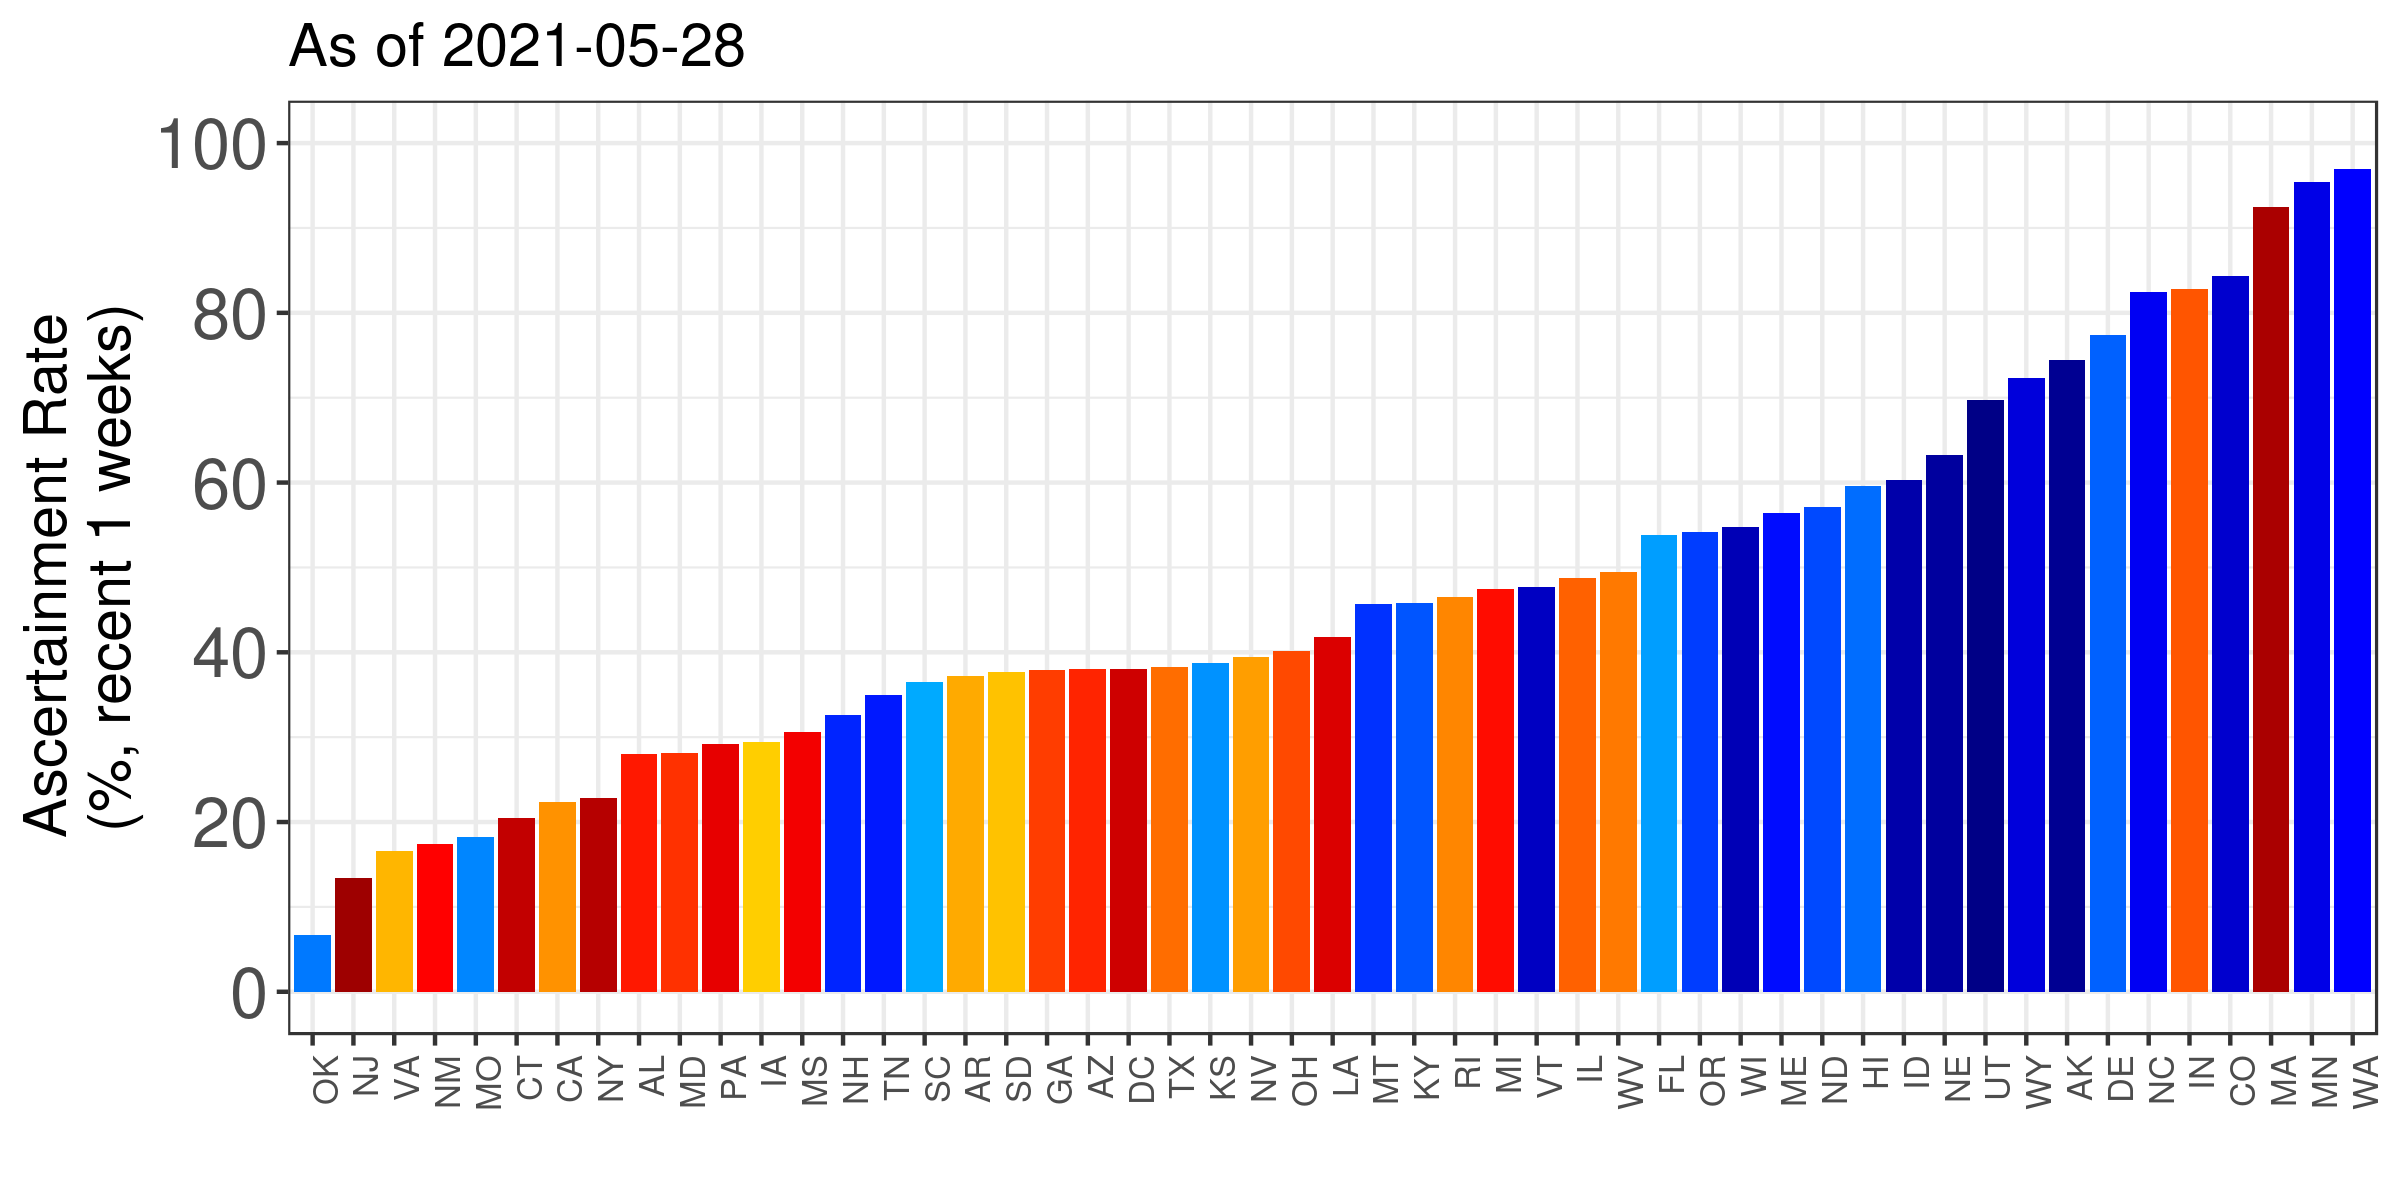 As of 2021-05-28
Ascertainment Rate
(%, recent 1 weeks)
100
80
60
40
20
0
OK NJ VA NM MO CT CA NY AL MD PA IA MS NH TN SC AR SD GA AZ DC TX KS NV OH LA MT KY RI MI VT IL WV FL OR WI ME ND HI ID NE UT WY AK DE NC IN CO MA MN WA